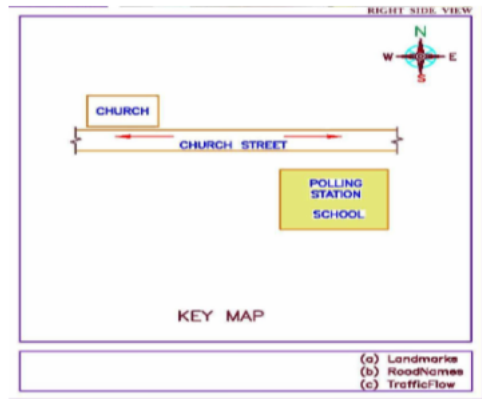 RIGHT SIDE VIEW
N
W E
S
CHURCH
CHURCH STREET
POLLING
STATION
SCHOOL
KEY MAP
(a) Landmarks
(b) RoadNames
(c) TrafficFlow